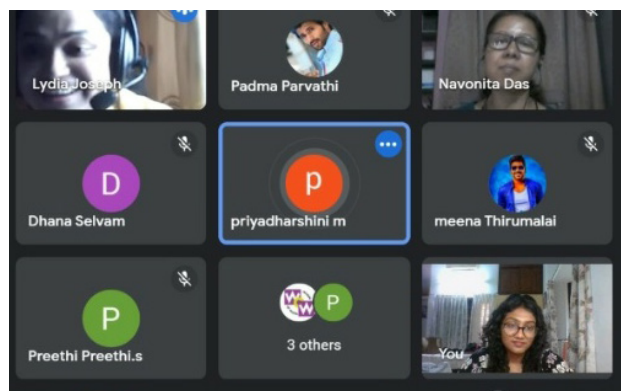 Lydia Joseph
Padma Parvathi
Navonita Das
D
Dhana Selvam
p
priyadharshini m
meena Thirumalai
P
Preethi Preethi.s
W
W
P
3 others
You